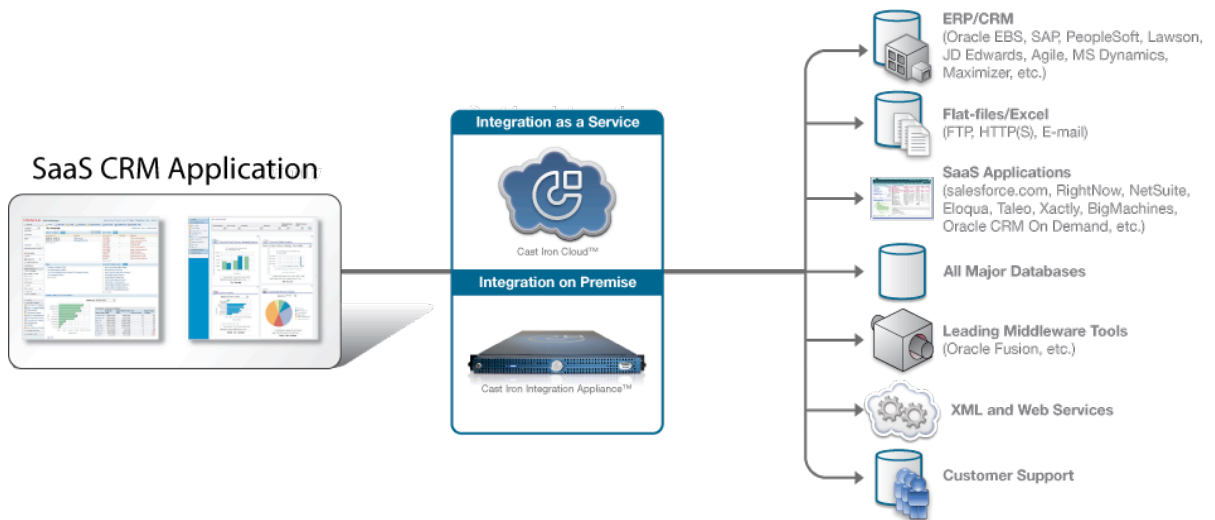 SaaS CRM Application
Integration as a Service
Cast Iron Cloud™
Integration on Premise
Cast Iron Integration Appliance™
ERP/CRM
(Oracle EBS, SAP, PeopleSoft, Lawson,
JD Edwards, Agile, MS Dynamics,
Maximizer, etc.)
Flat-files/Excel
(FTP, HTTP(S), E-mail)
SaaS Applications
(salesforce.com, RightNow, NetSuite,
Eloqua, Taleo, Xactly, BigMachines,
Oracle CRM On Demand, etc.)
All Major Databases
Leading Middleware Tools
(Oracle Fusion, etc.)
XML and Web Services
Customer Support